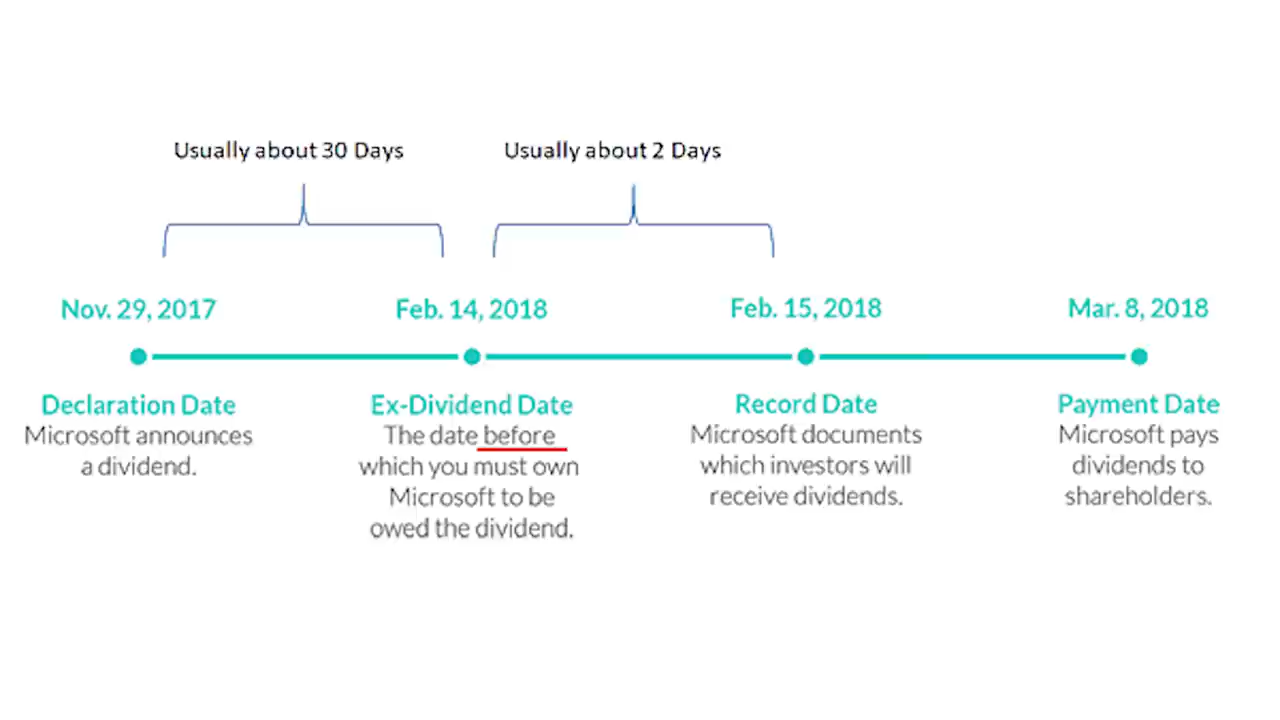 Usually about 30 Days
Usually about 2 Days
Nov. 29, 2017
Feb. 14, 2018
Feb. 15, 2018
Mar. 8, 2018
Declaration Date
Microsoft announces
a dividend.
Ex-Dividend Date
The date before
which you must own
Microsoft to be
owed the dividend.
Record Date
Microsoft documents
which investors will
receive dividends.
Payment Date
Microsoft pays
dividends to
shareholders.